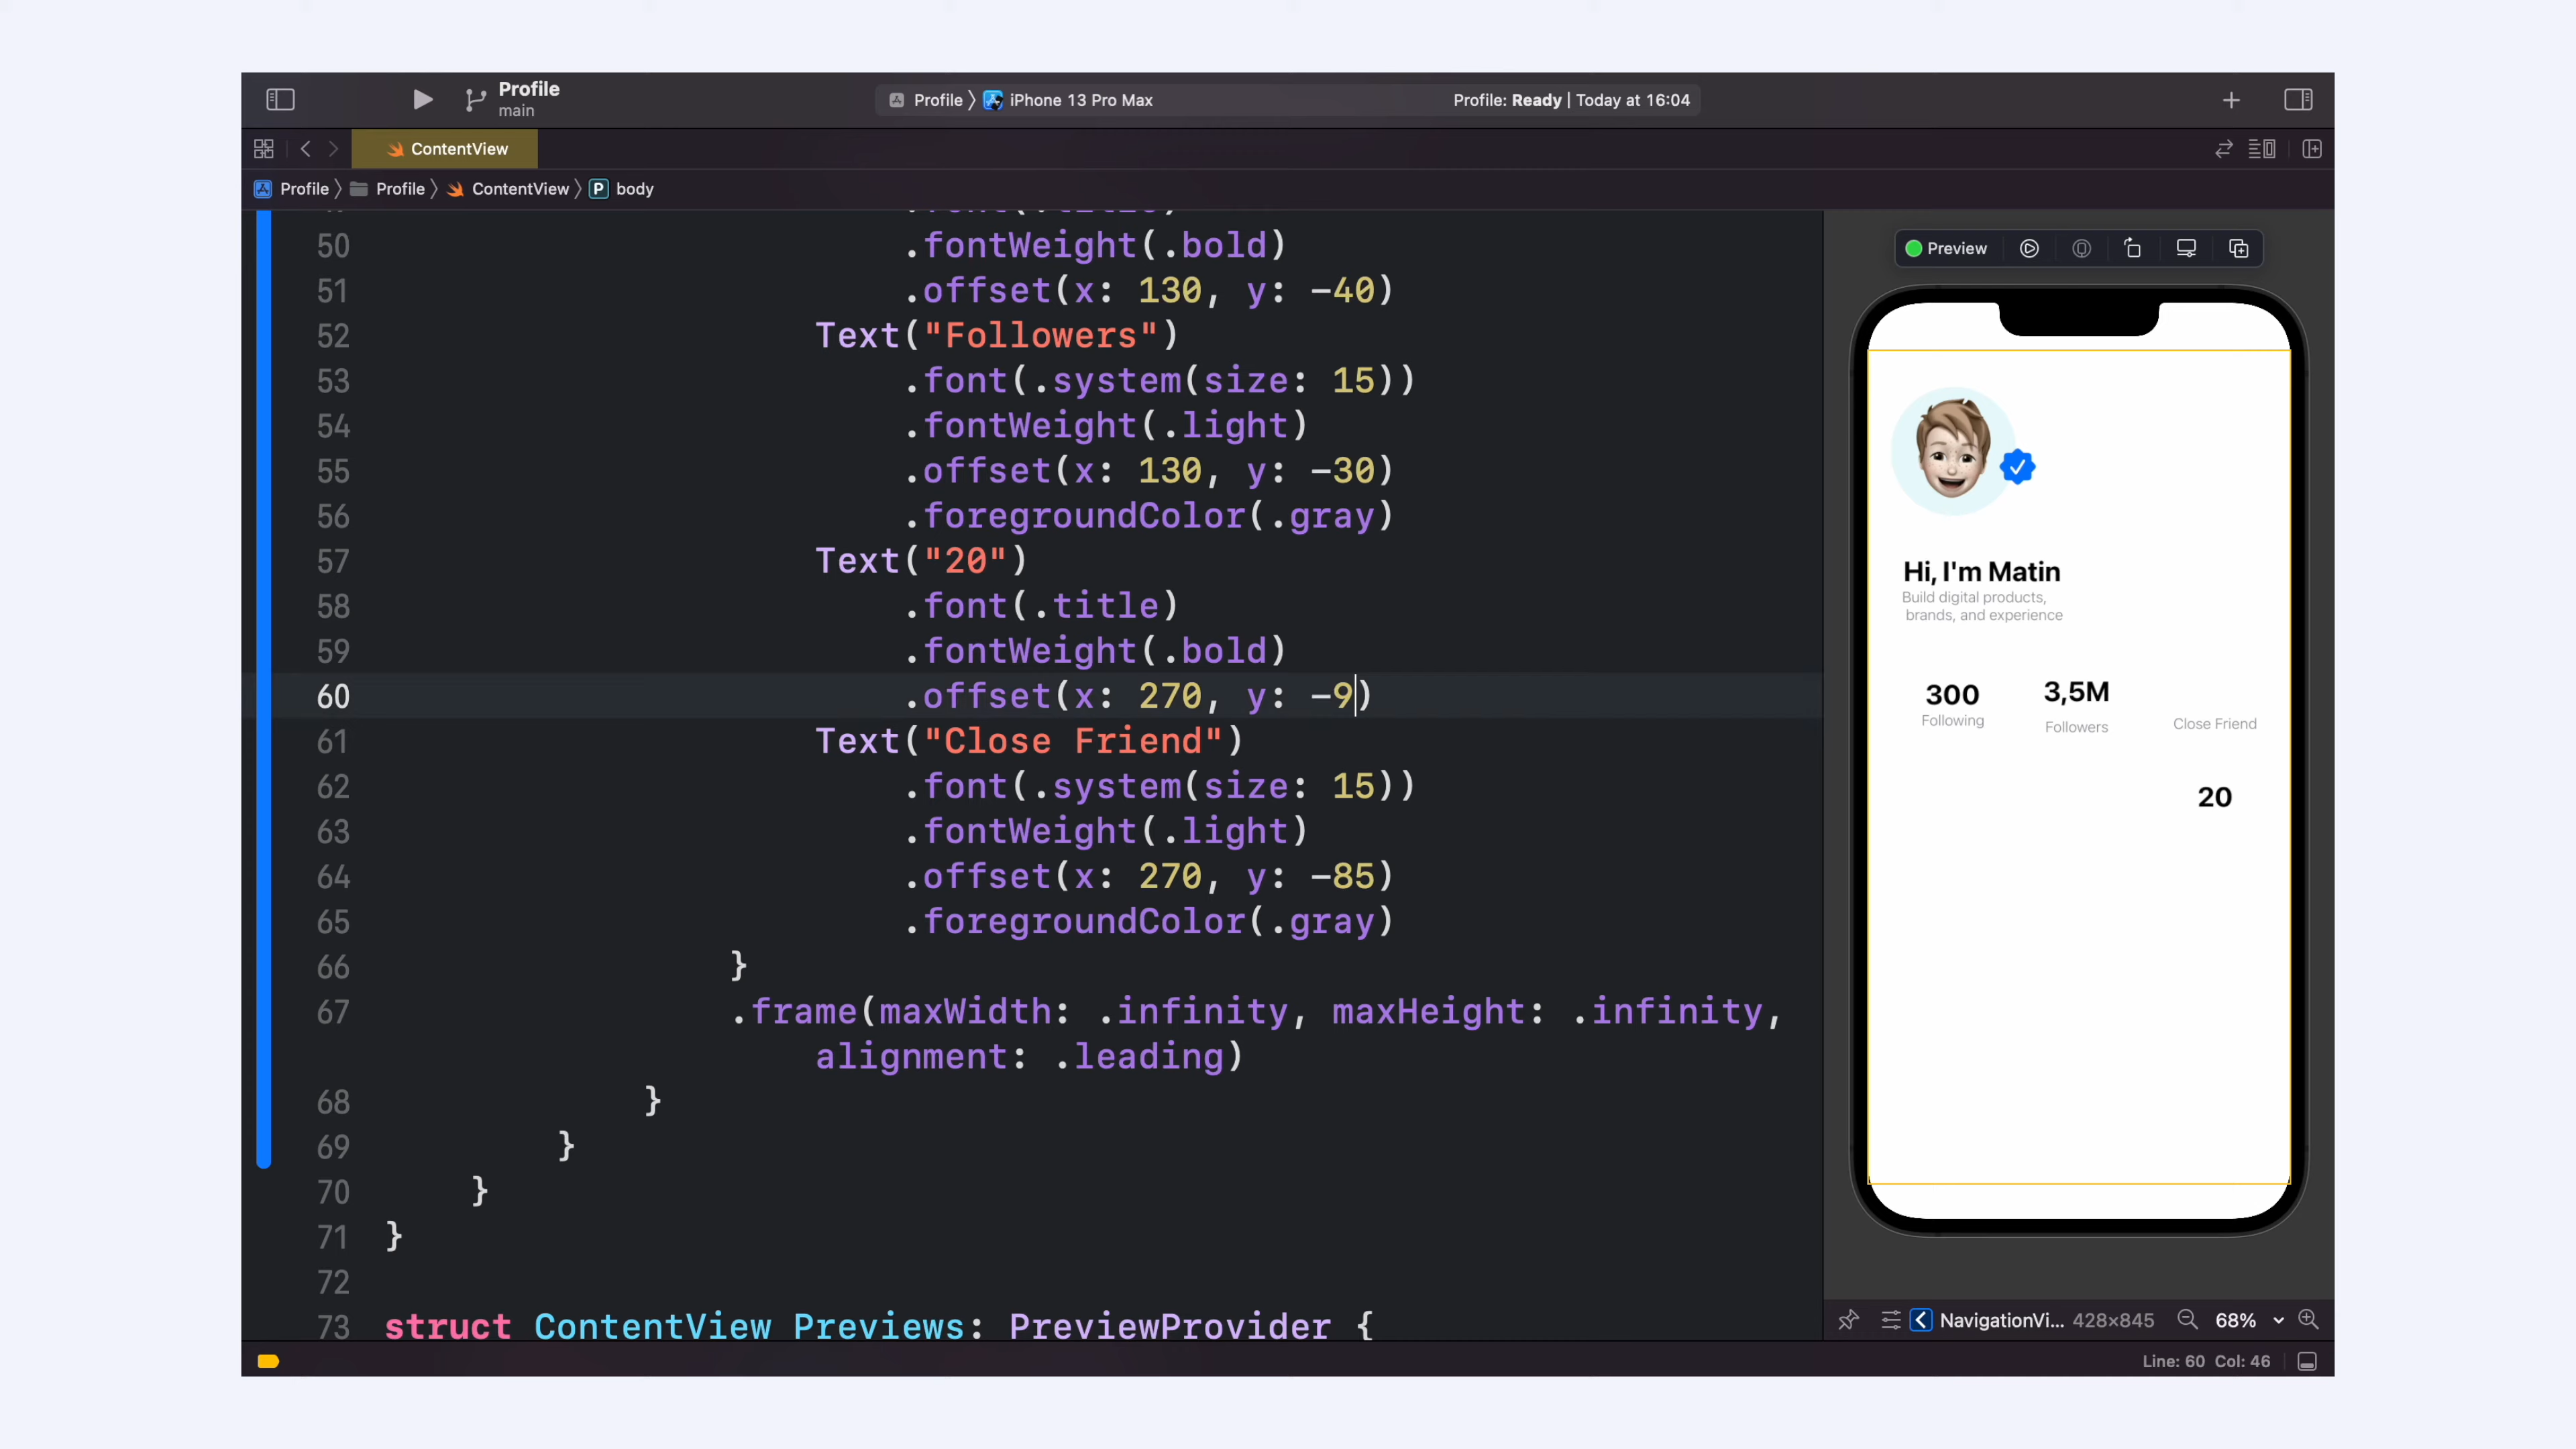 Profile
main
Profile 〉 iPhone 13 Pro Max
Profile: Ready | Today at 16:04
ContentView
Profile 〉 Profile 〉 ContentView 〉 P body
50 .fontWeight(.bold)
51 .offset(x: 130, y: -40)
52 Text("Followers")
53 .font(.system(size: 15))
54 .fontWeight(.light)
55 .offset(x: 130, y: -30)
56 .foregroundColor(.gray)
57 Text("20")
58 .font(.title)
59 .fontWeight(.bold)
60 .offset(x: 270, y: -9)
61 Text("Close Friend")
62 .font(.system(size: 15))
63 .fontWeight(.light)
64 .offset(x: 270, y: -85)
65 .foregroundColor(.gray)
66 }
67 .frame(maxWidth: .infinity, maxHeight: .infinity,
alignment: .leading)
68 }
69 }
70 }
71 }
72
73 struct ContentView Previews: PreviewProvider {
Preview
Hi, I'm Matin
Build digital products,
brands, and experience
300
Following
3,5M
Followers
Close Friend
20
NavigationVi... 428×845 68%
Line: 60 Col: 46